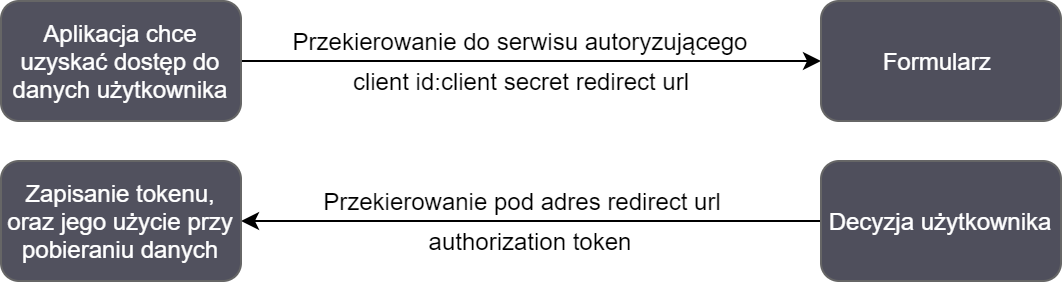 Aplikacja chce
uzyskać dostęp do
danych użytkownika
Przekierowanie do serwisu autoryzującego
client id:client secret redirect url
Formularz
Zapisanie tokenu,
oraz jego użycie przy
pobieraniu danych
Przekierowanie pod adres redirect url
authorization token
Decyzja użytkownika